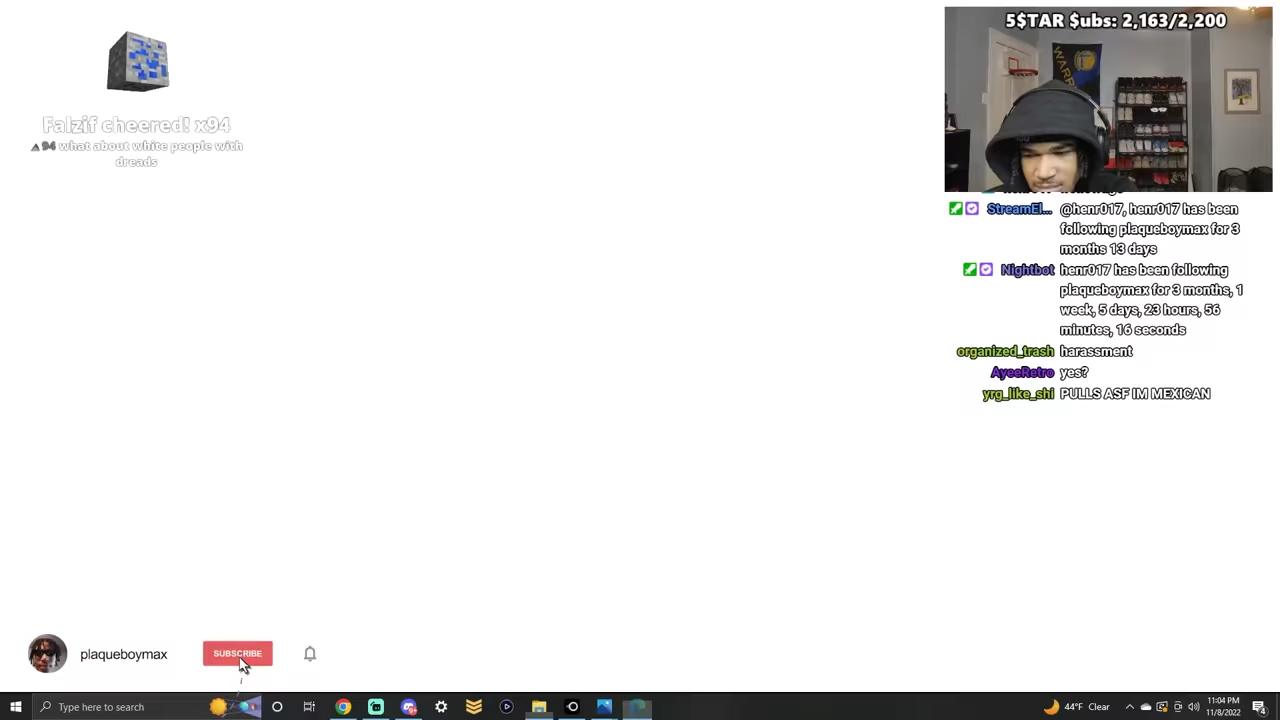 5$TAR $ubs: 2,163/2,200
WARR
Falzif cheered! x94
94 what about white people with
dreads
StreamEl... @henr017, henr017 has been
following plaqueboymax for 3
months 13 days
Nightbot henr017 has been following
plaqueboymax for 3 months, 1
week, 5 days, 23 hours, 56
minutes, 16 seconds
organized_trash harassment
AyeeRetro yes?
yrg_like_shi PULLS ASF IM MEXICAN
plaqueboymax SUBSCRIBE
Type here to search
44°F Clear
11:04 PM
11/8/2022
4